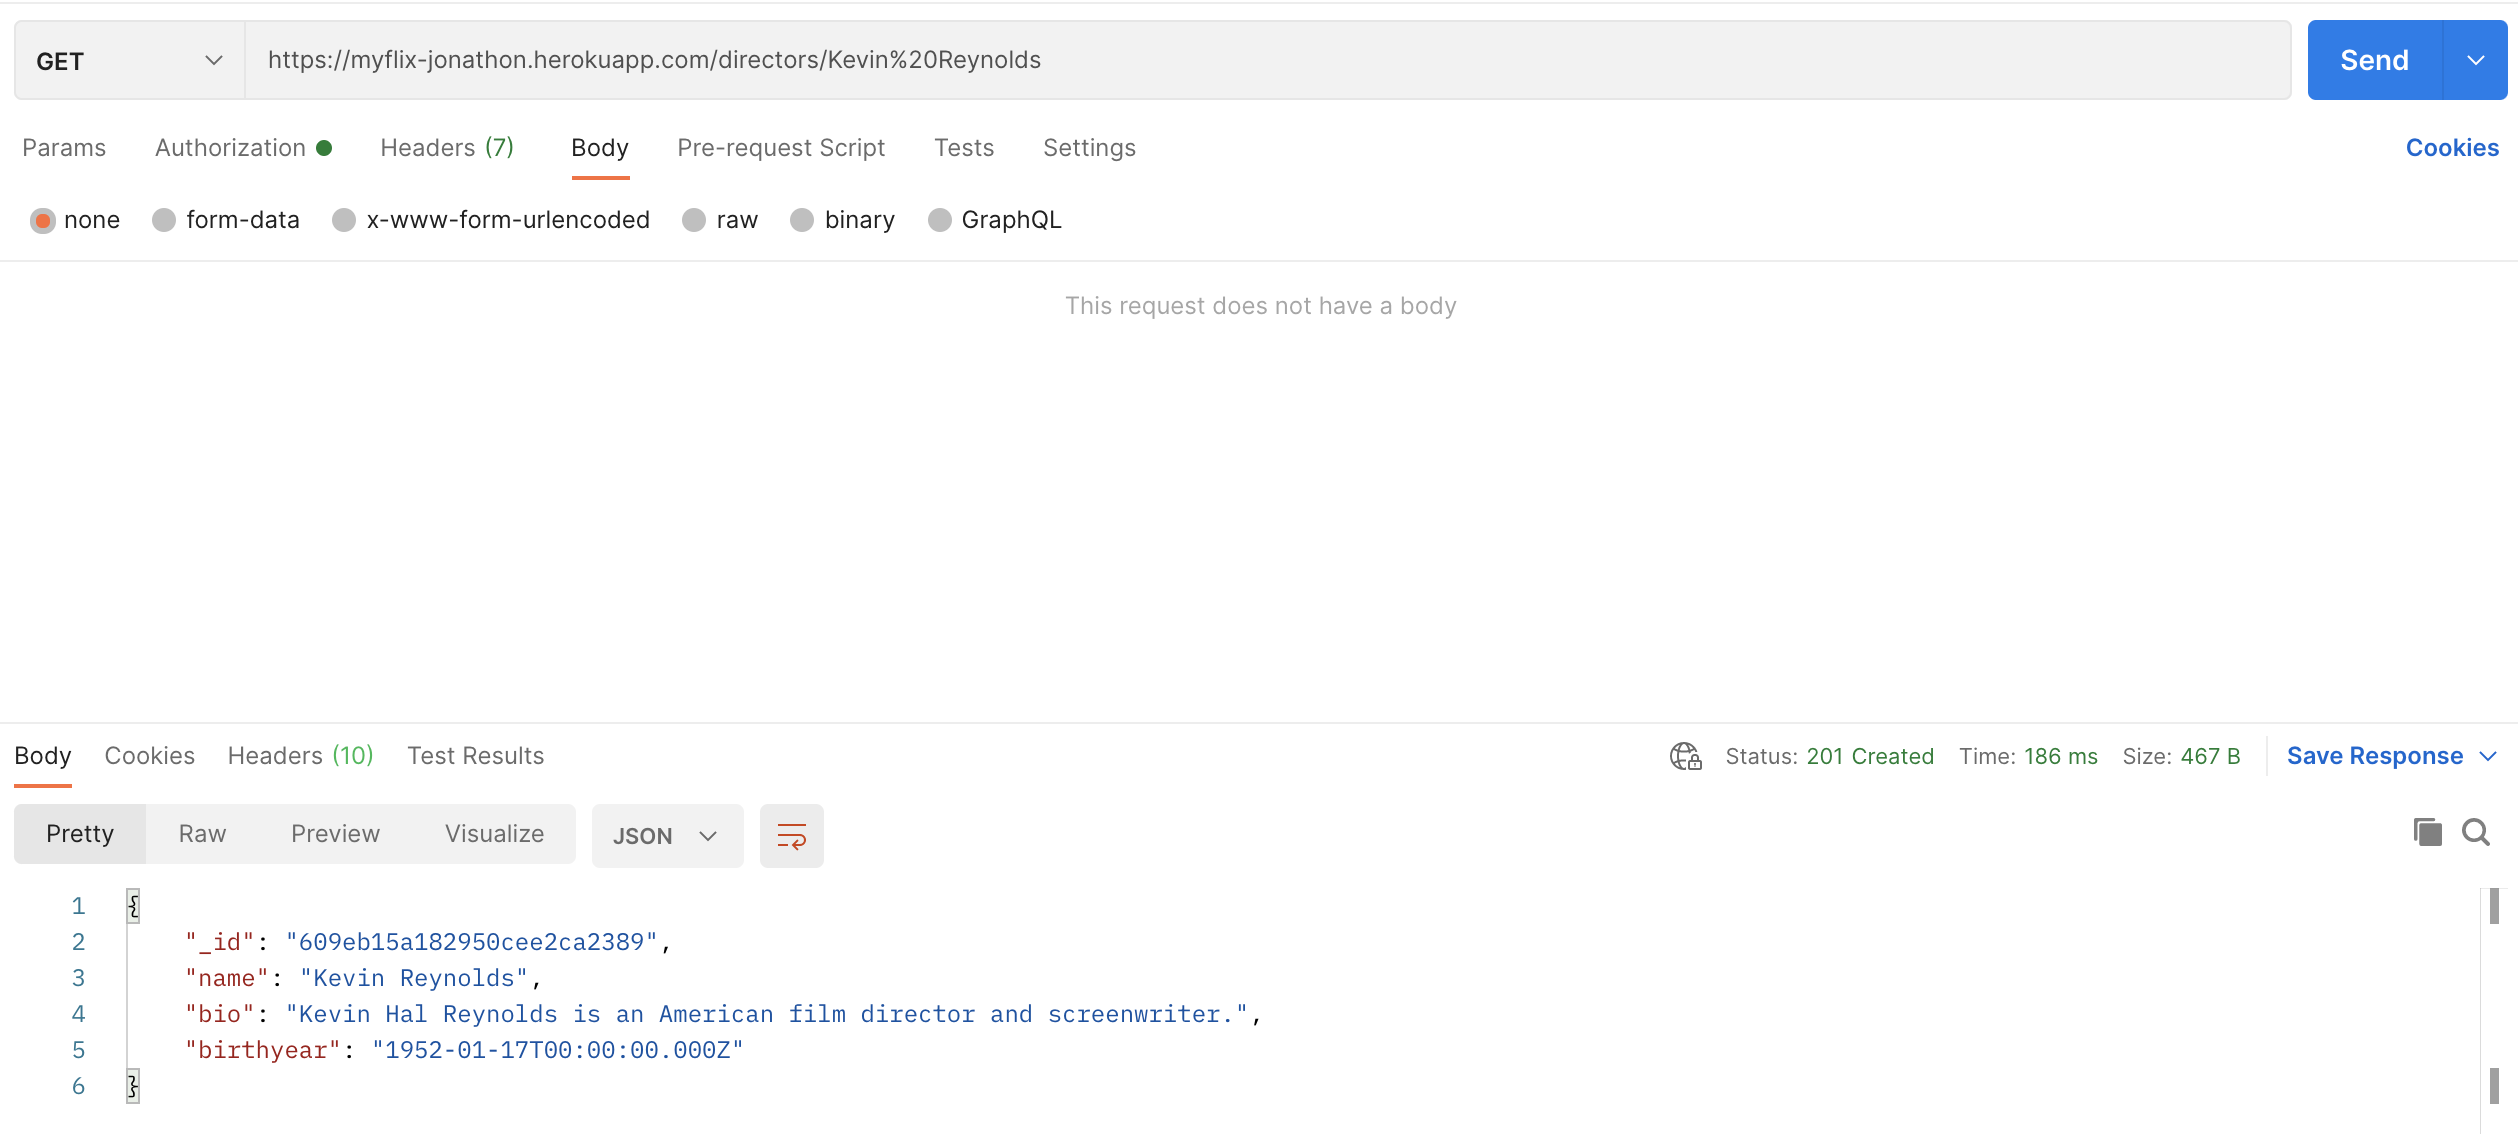 GET https://myflix-jonathon.herokuapp.com/directors/Kevin%20Reynolds Send
Params Authorization Headers (7) Body Pre-request Script Tests Settings Cookies
none form-data x-www-form-urlencoded raw binary GraphQL
This request does not have a body
Body Cookies Headers (10) Test Results Status: 201 Created Time: 186 ms Size: 467 B Save Response
Pretty Raw Preview Visualize JSON
1 {
2 "_id": "609eb15a182950cee2ca2389",
3 "name": "Kevin Reynolds",
4 "bio": "Kevin Hal Reynolds is an American film director and screenwriter.",
5 "birthyear": "1952-01-17T00:00:00.000Z"
6 }